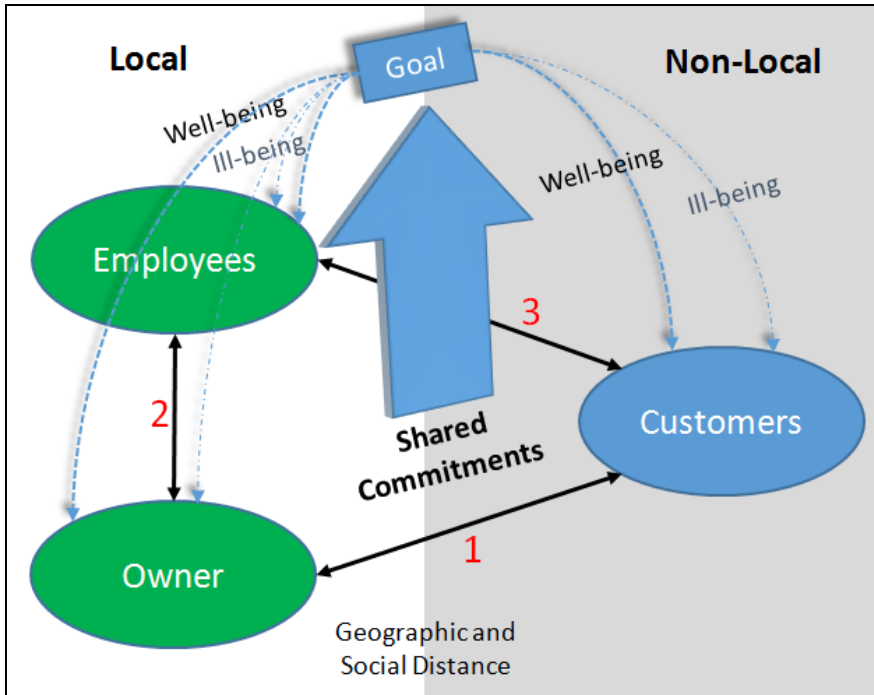 Local
Goal
Non-Local
Well-being
Ill-being
Well-being
Ill-being
Employees
3
2
Customers
Shared
Commitments
1
Owner
Geographic and
Social Distance